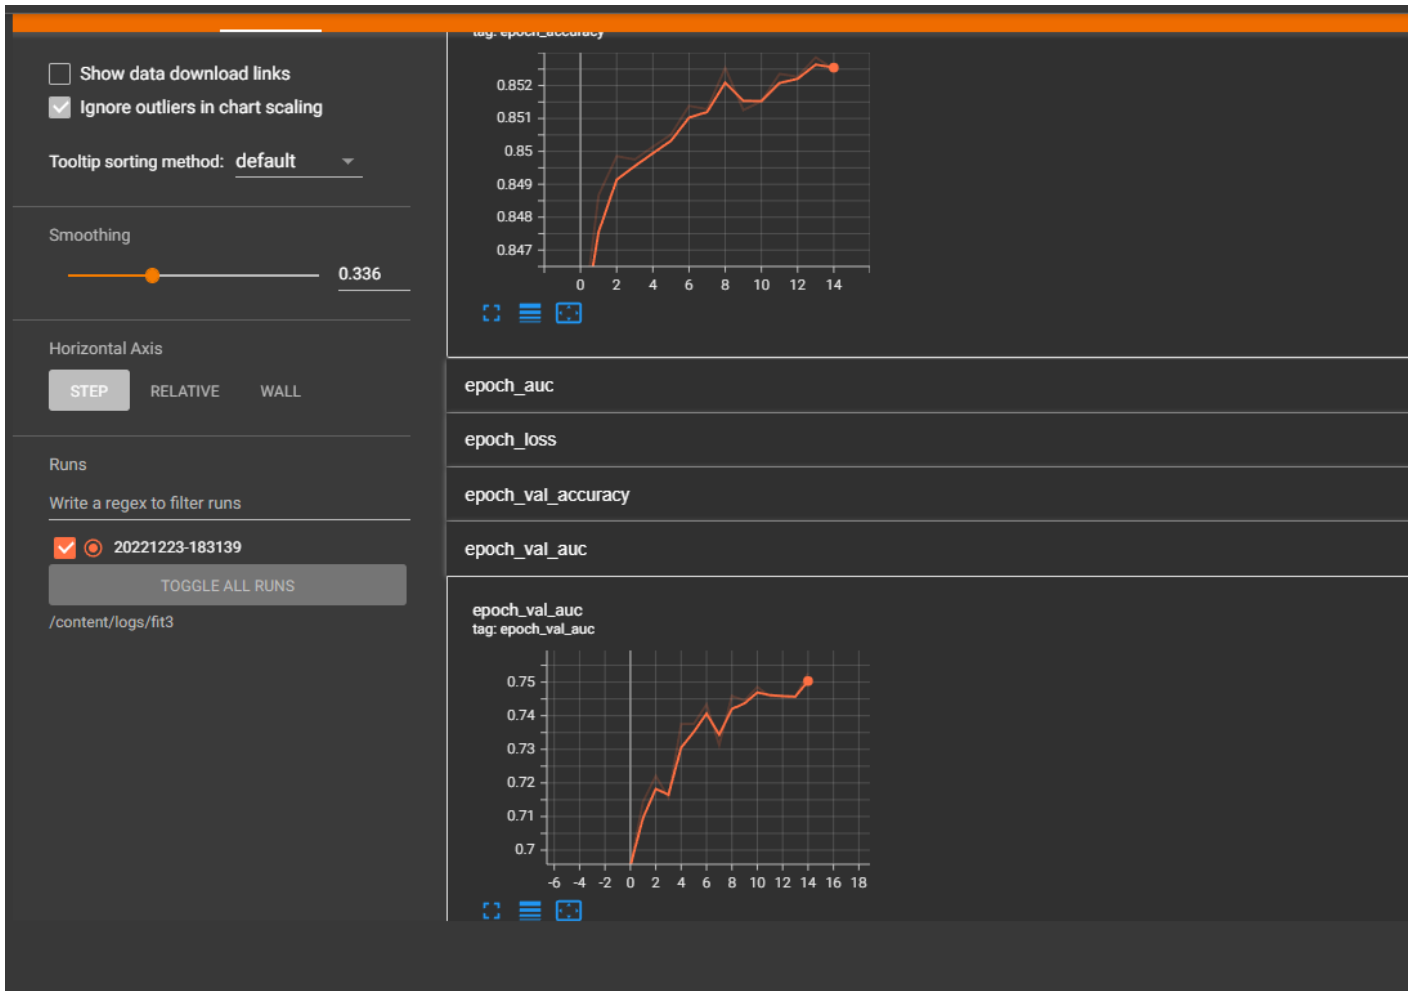 Show data download links
Ignore outliers in chart scaling
Tooltip sorting method: default
Smoothing
0.336
Horizontal Axis
STEP RELATIVE WALL
Runs
Write a regex to filter runs
20221223-183139
TOGGLE ALL RUNS
/content/logs/fit3
tag: epoch_accuracy
0.852
0.851
0.85
0.849
0.848
0.847
0 2 4 6 8 10 12 14
epoch_auc
epoch_loss
epoch_val_accuracy
epoch_val_auc
epoch_val_auc
tag: epoch_val_auc
0.75
0.74
0.73
0.72
0.71
0.7
-6 -4 -2 0 2 4 6 8 10 12 14 16 18